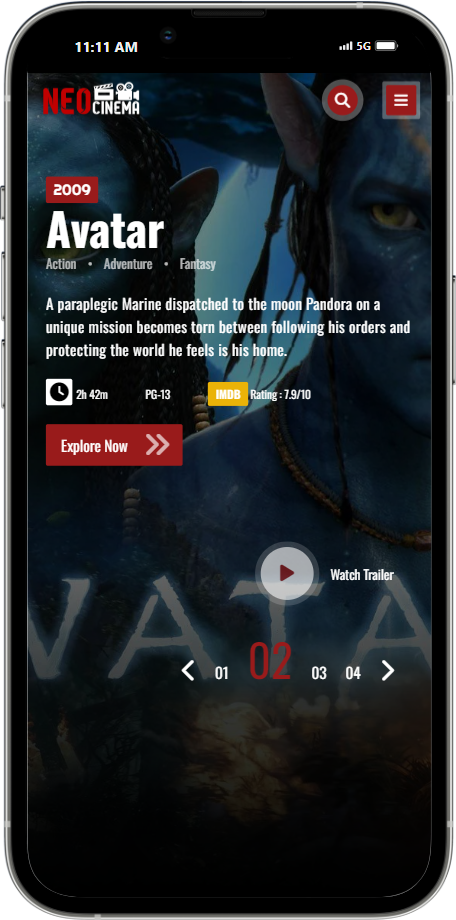 11:11 AM
5G
NEO CINEMA
2009
Avatar
Action • Adventure • Fantasy
A paraplegic Marine dispatched to the moon Pandora on a
unique mission becomes torn between following his orders and
protecting the world he feels is his home.
2h 42m PG-13 IMDB Rating : 7.9/10
Explore Now
Watch Trailer
VATA
01 02 03 04